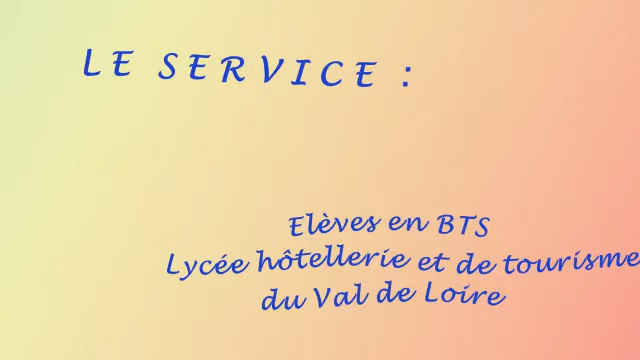 LE SERVICE :
Elèves en BTS
Lycée hôtellerie et de tourisme
du Val de Loire